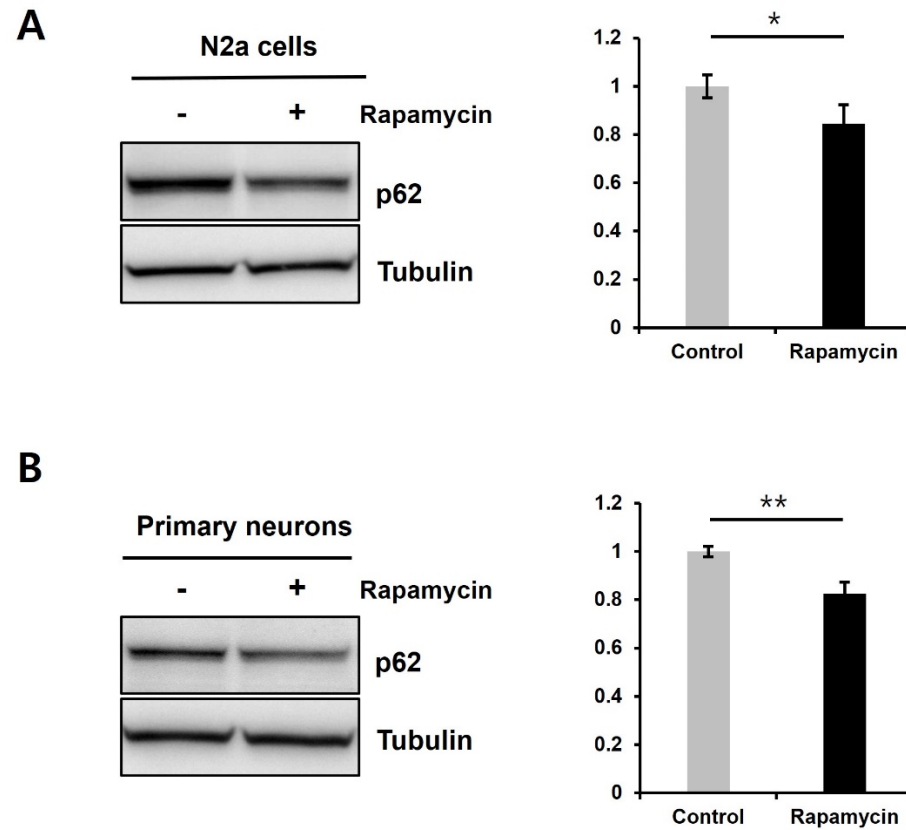 A
N2a cells
- + Rapamycin
p62
Tubulin
*
1.2
1
0.8
0.6
0.4
0.2
0
Control Rapamycin
B
Primary neurons
- + Rapamycin
p62
Tubulin
**
1.2
1
0.8
0.6
0.4
0.2
0
Control Rapamycin